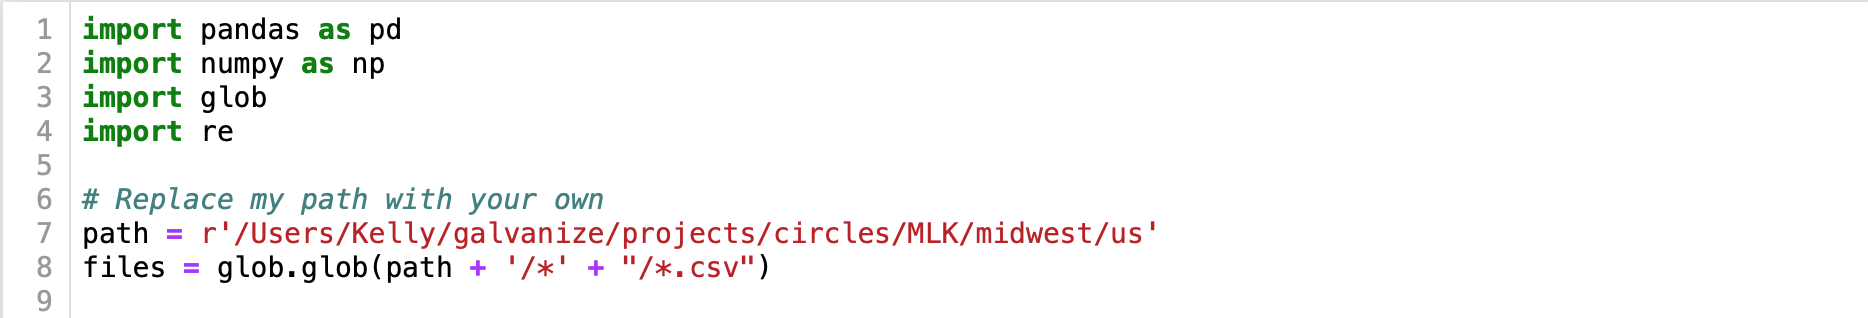 1 import pandas as pd
2 import numpy as np
3 import glob
4 import re
5
6 # Replace my path with your own
7 path = r'/Users/Kelly/galvanize/projects/circles/MLK/midwest/us'
8 files = glob.glob(path + '/*' + "/*.csv")
9